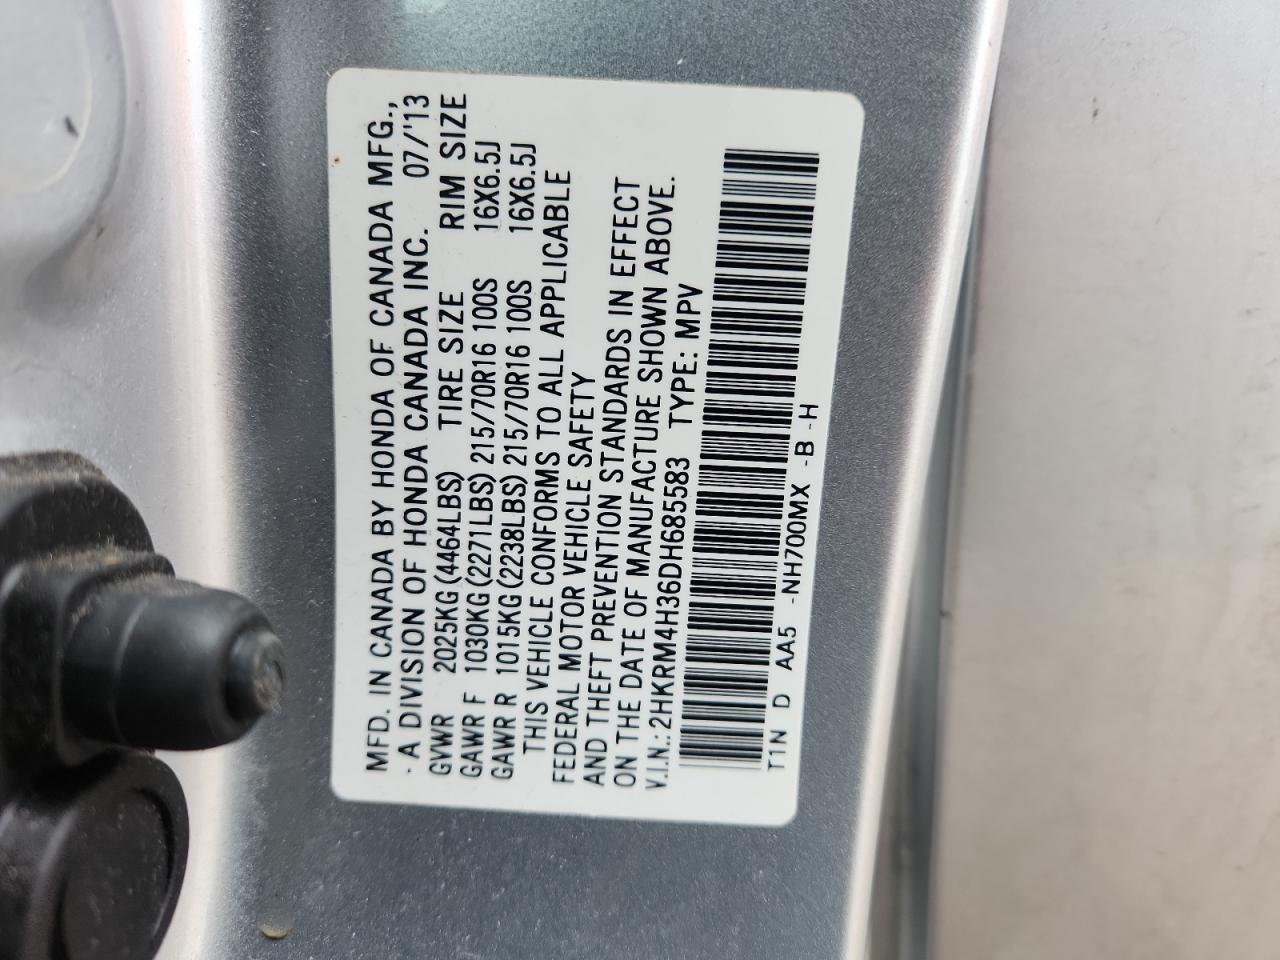 MFD. IN CANADA BY HONDA OF CANADA MFG.,
- A DIVISION OF HONDA CANADA INC. 07/'13
GVWR 2025KG(4464LBS) TIRE SIZE RIM SIZE
GAWR F 1030KG(2271LBS) 215/70R16 100S 16X6.5J
GAWR R 1015KG(2238LBS) 215/70R16 100S 16X6.5J
THIS VEHICLE CONFORMS TO ALL APPLICABLE
FEDERAL MOTOR VEHICLE SAFETY
AND THEFT PREVENTION STANDARDS IN EFFECT
ON THE DATE OF MANUFACTURE SHOWN ABOVE.
V.I.N.:2HKRM4H36DH685583 TYPE: MPV
T1N D AA5 -NH700MX -B -H